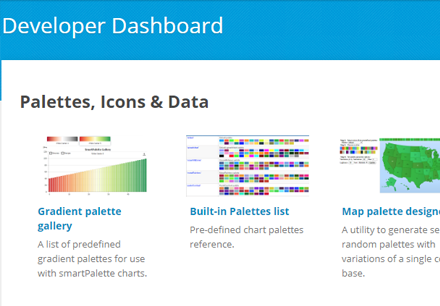 Developer Dashboard
Palettes, Icons & Data
Gradient palette
gallery
A list of predefined
gradient palettes for use
with smartPalette charts.
Built-in Palettes list
Pre-defined chart palettes
reference.
Map palette designe
A utility to generate se
random palettes with
variations of a single co
base.